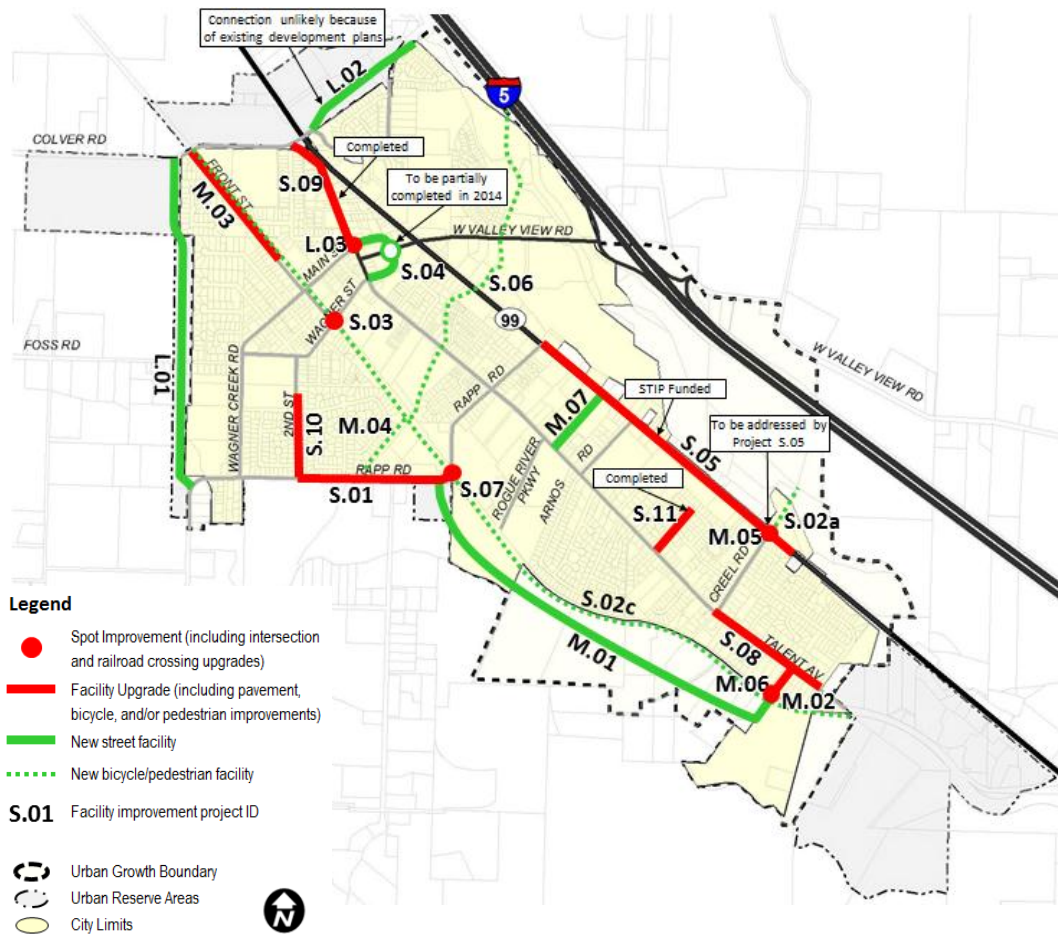 Connection unlikely because
of existing development plans
L.02
5
COLVER RD
Completed
FRONT ST
S.09
To be partially
completed in 2014
M.03
L.03
W VALLEY VIEW RD
MAIN S
S.04
S.06
WAGNER ST
S.03
99
FOSS RD
W VALLEY VIEW RD
L.01
WAGNER CREEK RD
RAPP RD
STIP Funded
2ND ST
S.10
M.04
M.07
To be addressed by
Project S.05
S.05
RAPP RD
S.01
S.07
ROGUE RIVER
PKWY
ARNOS
RD
Completed
S.11
S.02a
M.05
CREEL RD
S.02c
M.01
S.08
TALENT AV
M.06
M.02
Legend
Spot Improvement (including intersection
and railroad crossing upgrades)
Facility Upgrade (including pavement,
bicycle, and/or pedestrian improvements)
New street facility
New bicycle/pedestrian facility
S.01 Facility improvement project ID
Urban Growth Boundary
Urban Reserve Areas
City Limits
N